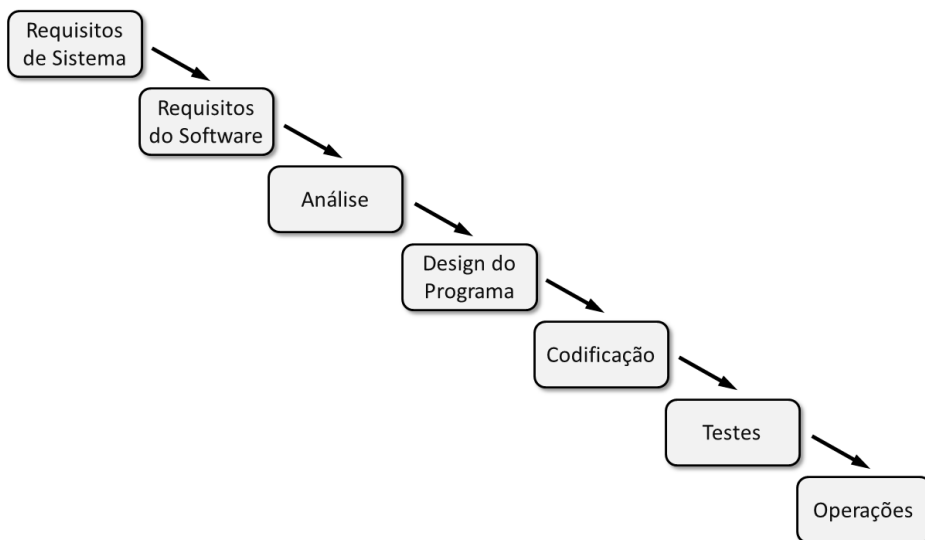 Requisitos
de Sistema
Requisitos
do Software
Análise
Design do
Programa
Codificação
Testes
Operações